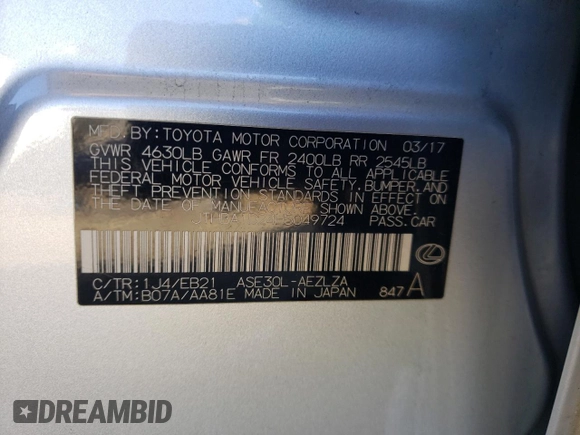 MFD. BY: TOYOTA MOTOR CORPORATION 03/17
GVWR 4630LB GAWR FR 2400LB RR 2545LB
THIS VEHICLE CONFORMS TO ALL APPLICABLE
FEDERAL MOTOR VEHICLE SAFETY, BUMPER, AND
THEFT PREVENTION STANDARDS IN EFFECT ON
THE DATE OF MANUFACTURE SHOWN ABOVE.
PASS.CAR
C/TR: 1J4/EB21 ASE30L-AEZLZA
A/TM: B07A/AA81E MADE IN JAPAN 847 A
DREAMBID